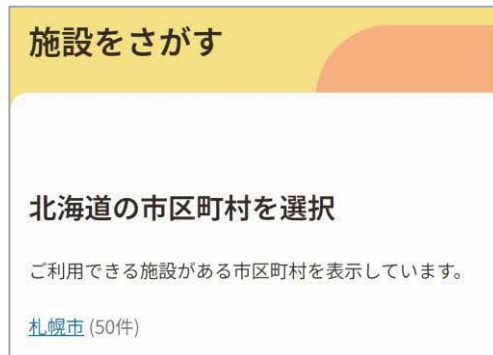 施設をさがす
北海道の市区町村を選択
ご利用できる施設がある市区町村を表示しています。
札幌市 (50件)